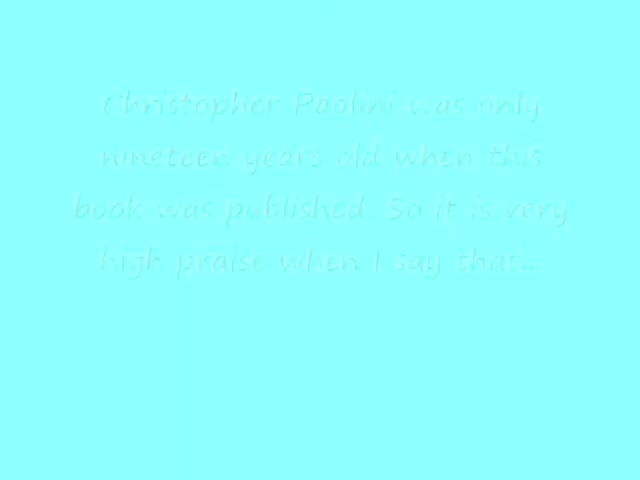 Christopher Paolini was only
nineteen years old when this
book was published. So it is very
high praise when I say that...